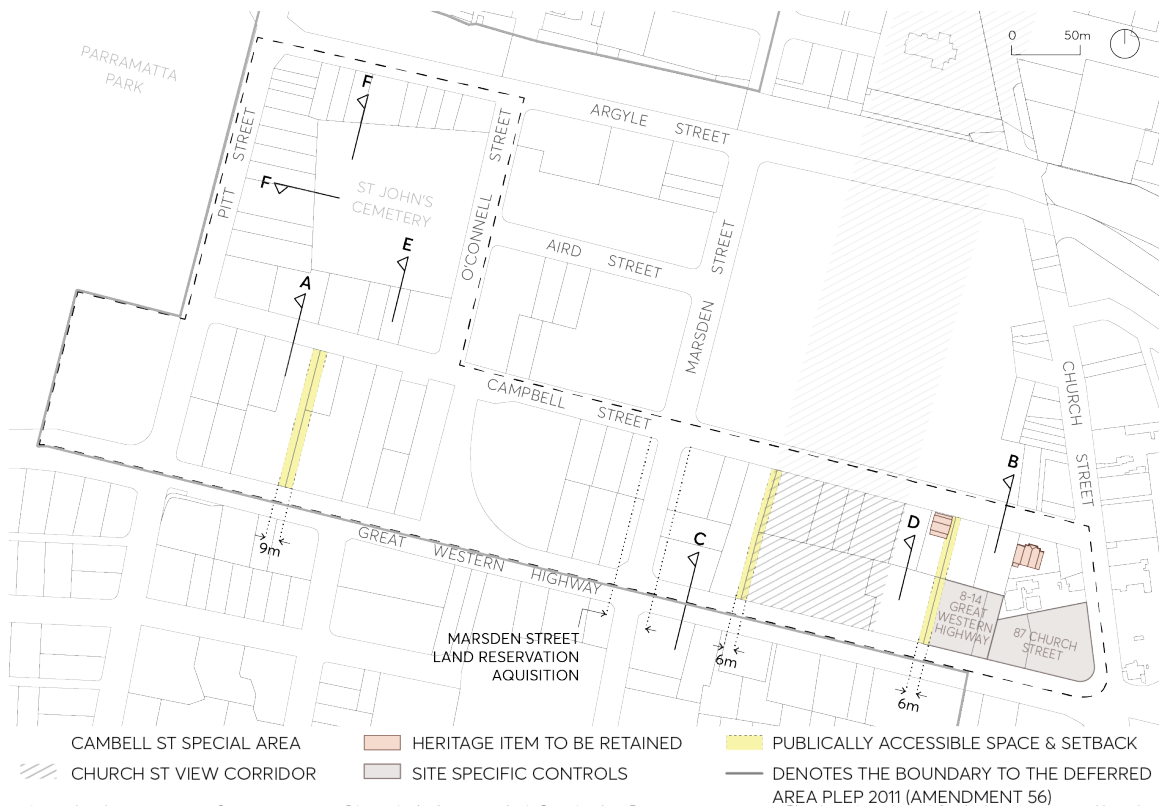 PARRAMATTA
PARK
0 50m
F
ARGYLE STREET
PITT STREET
F
ST JOHN'S
CEMETERY
O'CONNELL STREET
E
A
AIRD STREET
MARSDEN STREET
CHURCH STREET
CAMPBELL STREET
B
D
C
9m
GREAT WESTERN HIGHWAY
8-14
GREAT
WESTERN
HIGHWAY
87 CHURCH
STREET
MARSDEN STREET
LAND RESERVATION
AQUISITION
6m
6m
CAMBELL ST SPECIAL AREA
HERITAGE ITEM TO BE RETAINED
PUBLICALLY ACCESSIBLE SPACE & SETBACK
CHURCH ST VIEW CORRIDOR
SITE SPECIFIC CONTROLS
DENOTES THE BOUNDARY TO THE DEFERRED
AREA PLEP 2011 (AMENDMENT 56)